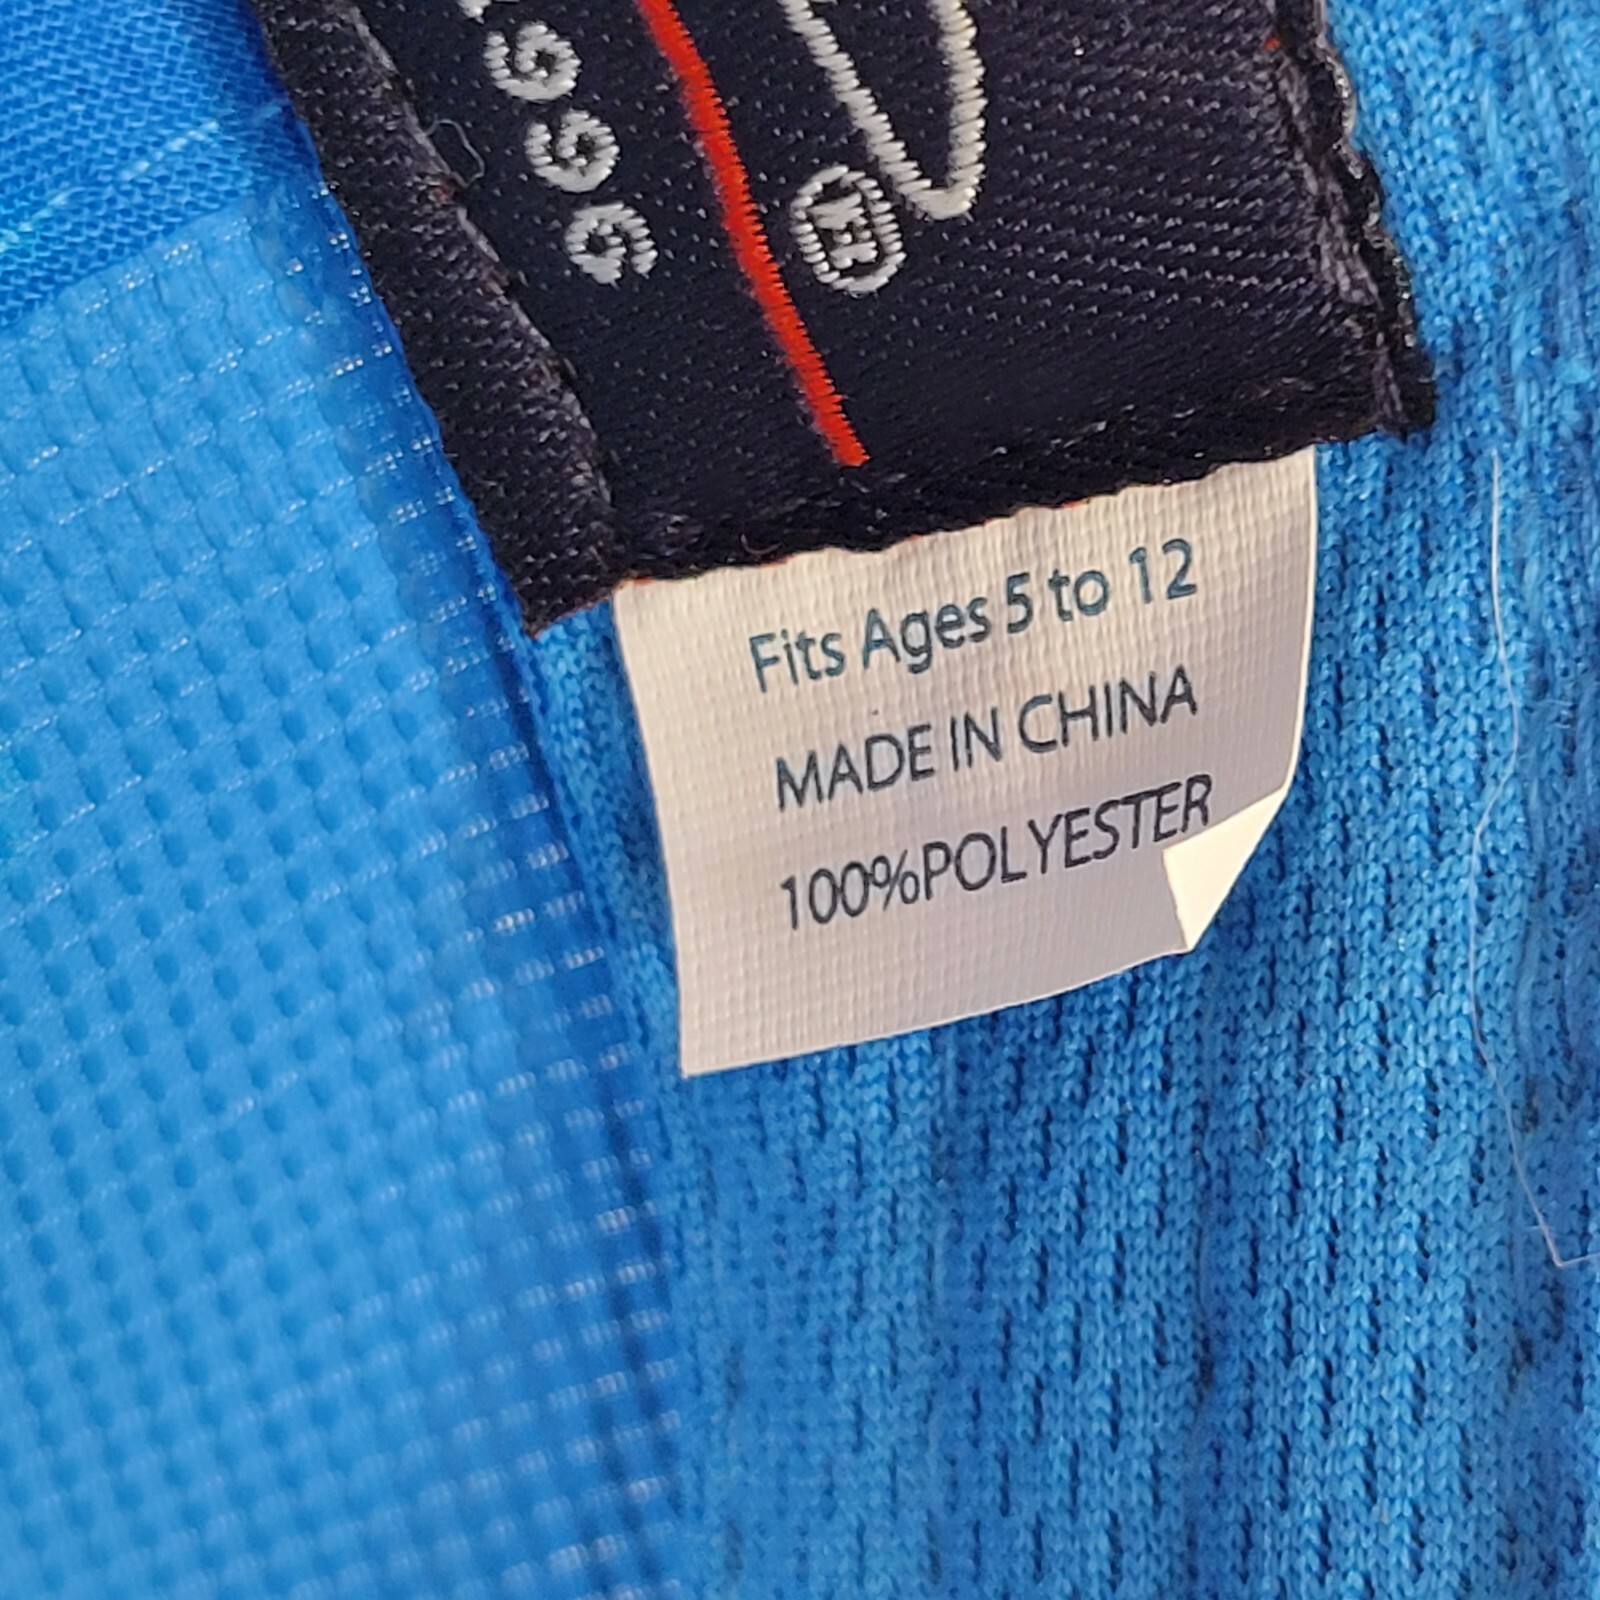 Fits Ages 5 to 12
MADE IN CHINA
100%POLYESTER